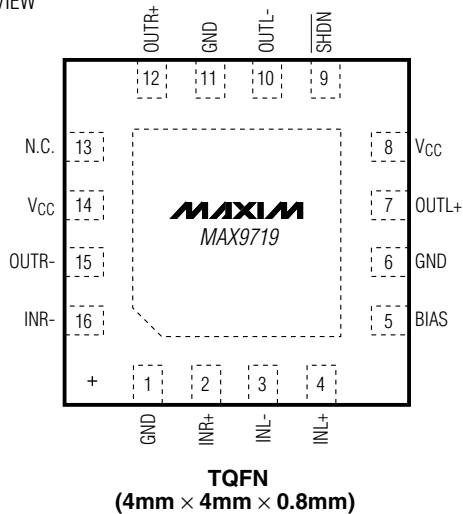 VIEW
OUTR+
GND
OUTL-
SHDN
12
11
10
9
N.C.
13
8
VCC
VCC
14
7
OUTL+
MAXIM
MAX9719
OUTR-
15
6
GND
INR-
16
5
BIAS
+
1
2
3
4
GND
INR+
INL-
INL+
TQFN
(4mm × 4mm × 0.8mm)